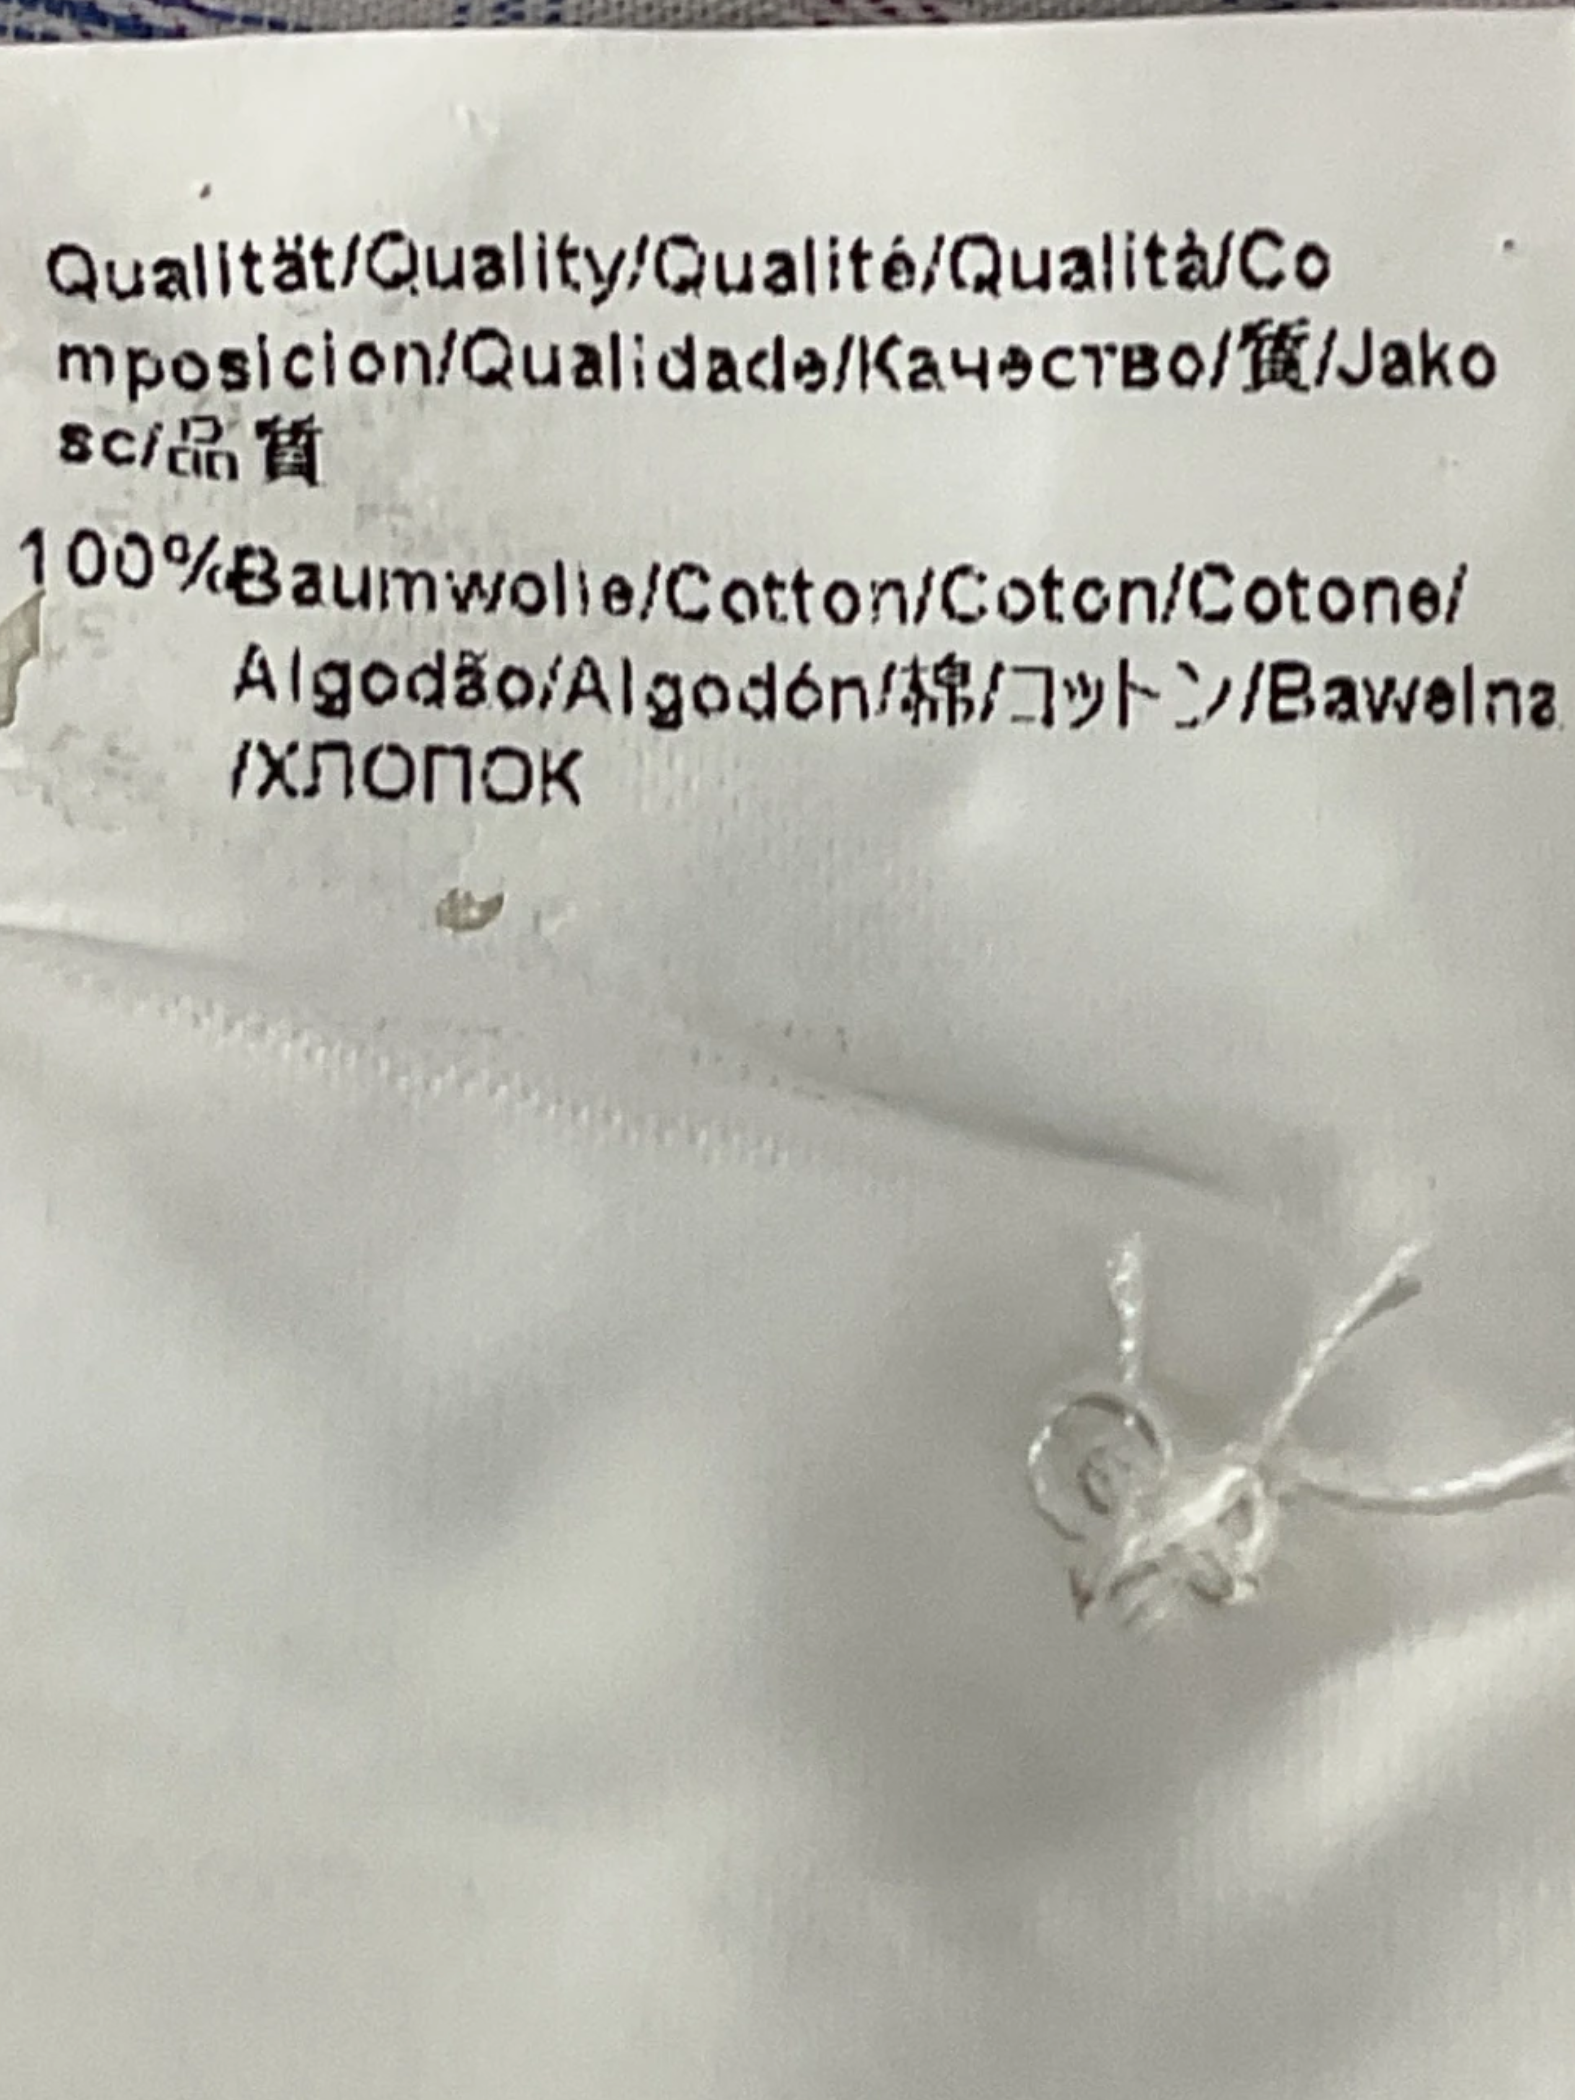 Qualität/Quality/Qualité/Qualità/Co
mposicion/Qualidade/Качество/質/Jako
sc/品質
100%Baumwolle/Cotton/Coton/Cotone/
Algodão/Algodón/棉/コットン/Bawelna
/хлопок